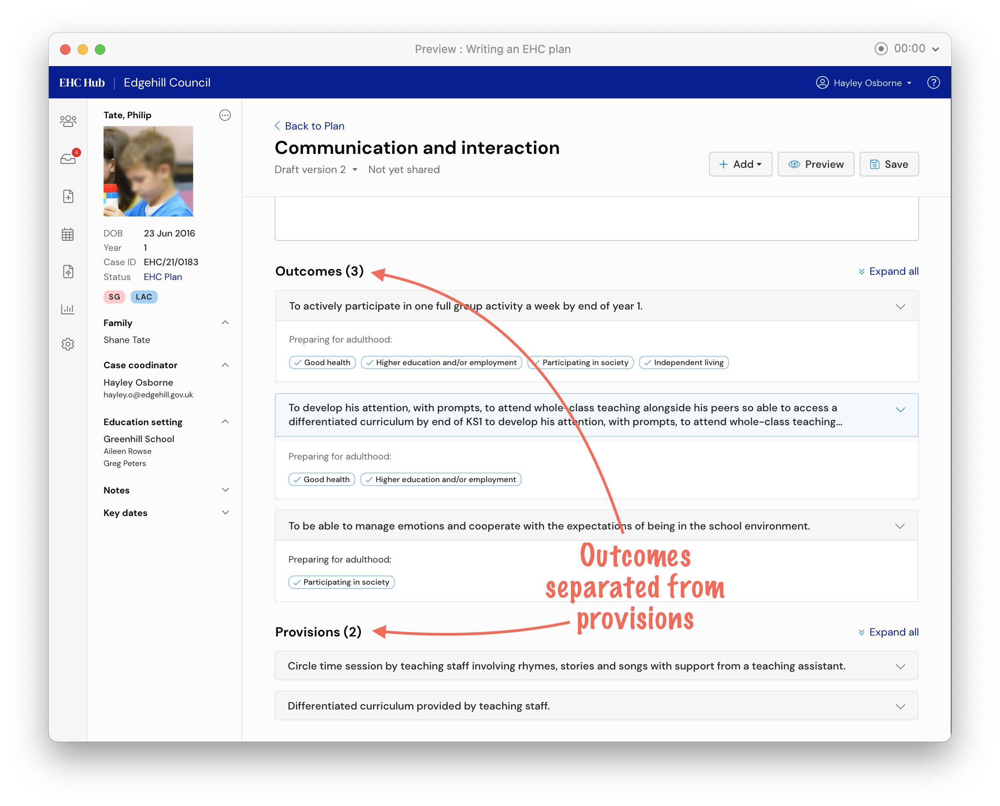 Preview : Writing an EHC plan
00:00
EHC Hub
Edgehill Council
Hayley Osborne
?
Tate, Philip
4
DOB 23 Jun 2016
Year 1
Case ID EHC/21/0183
Status EHC Plan
SG LAC
Family
Shane Tate
Case coodinator
Hayley Osborne
hayley.o@edgehill.gov.uk
Education setting
Greenhill School
Aileen Rowse
Greg Peters
Notes
Key dates
Back to Plan
Communication and interaction
Draft version 2 Not yet shared
+ Add
Preview
Save
Outcomes (3)
Expand all
To actively participate in one full group activity a week by end of year 1.
Preparing for adulthood:
Good health Higher education and/or employment Participating in society Independent living
To develop his attention, with prompts, to attend whole-class teaching alongside his peers so able to access a
differentiated curriculum by end of KS1 to develop his attention, with prompts, to attend whole-class teaching...
Preparing for adulthood:
Good health Higher education and/or employment
To be able to manage emotions and cooperate with the expectations of being in the school environment.
Preparing for adulthood:
Participating in society
Outcomes
separated from
provisions
Provisions (2)
Expand all
Circle time session by teaching staff involving rhymes, stories and songs with support from a teaching assistant.
Differentiated curriculum provided by teaching staff.